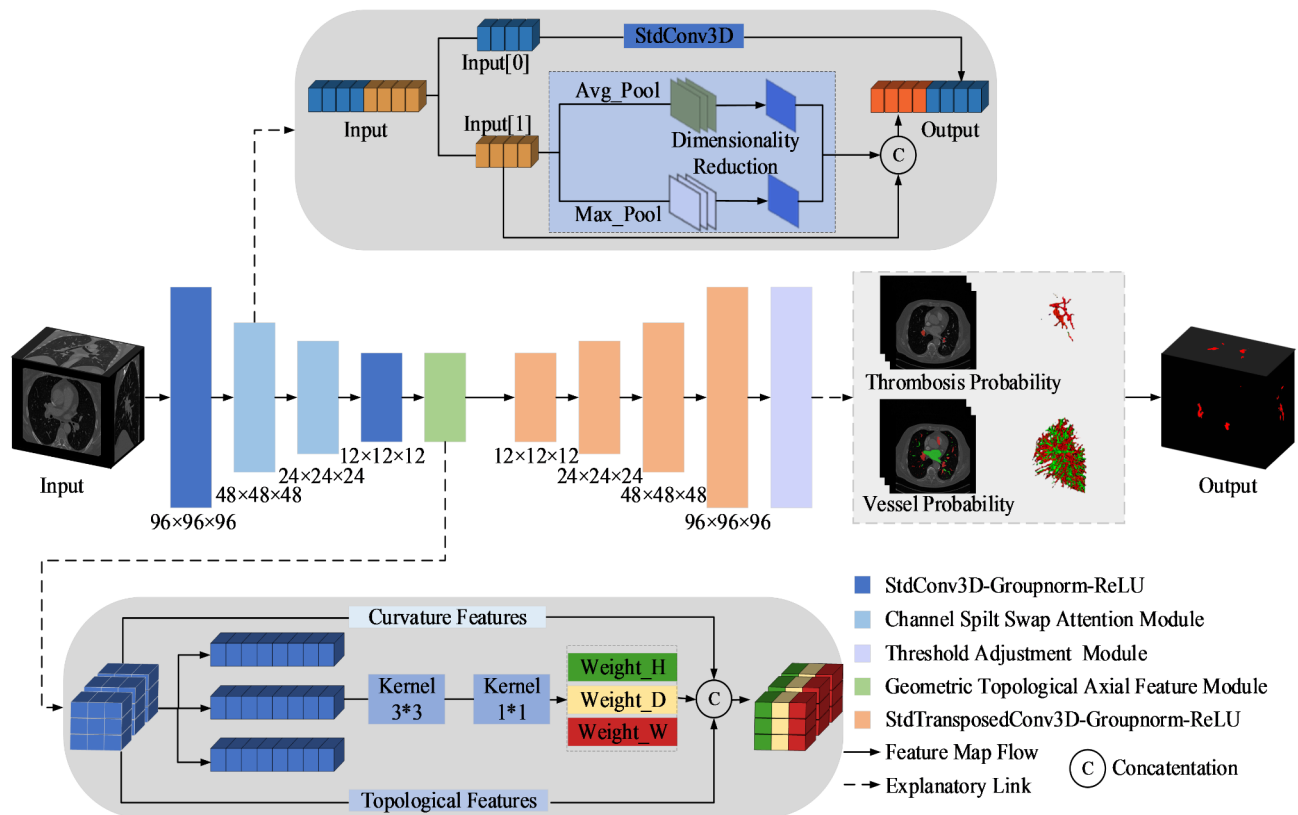 StdConv3D
Input[0]
Input
Input[1]
Avg_Pool
Dimensionality
Reduction
Max_Pool
Output
C
Input
96×96×96
48×48×48
24×24×24
12×12×12
12×12×12
24×24×24
48×48×48
96×96×96
Thrombosis Probability
Vessel Probability
Output
Curvature Features
Kernel
3*3
Kernel
1*1
Weight_H
Weight_D
Weight_W
C
Topological Features
StdConv3D-Groupnorm-ReLU
Channel Spilt Swap Attention Module
Threshold Adjustment Module
Geometric Topological Axial Feature Module
StdTransposedConv3D-Groupnorm-ReLU
Feature Map Flow
Explanatory Link
C
Concatentation